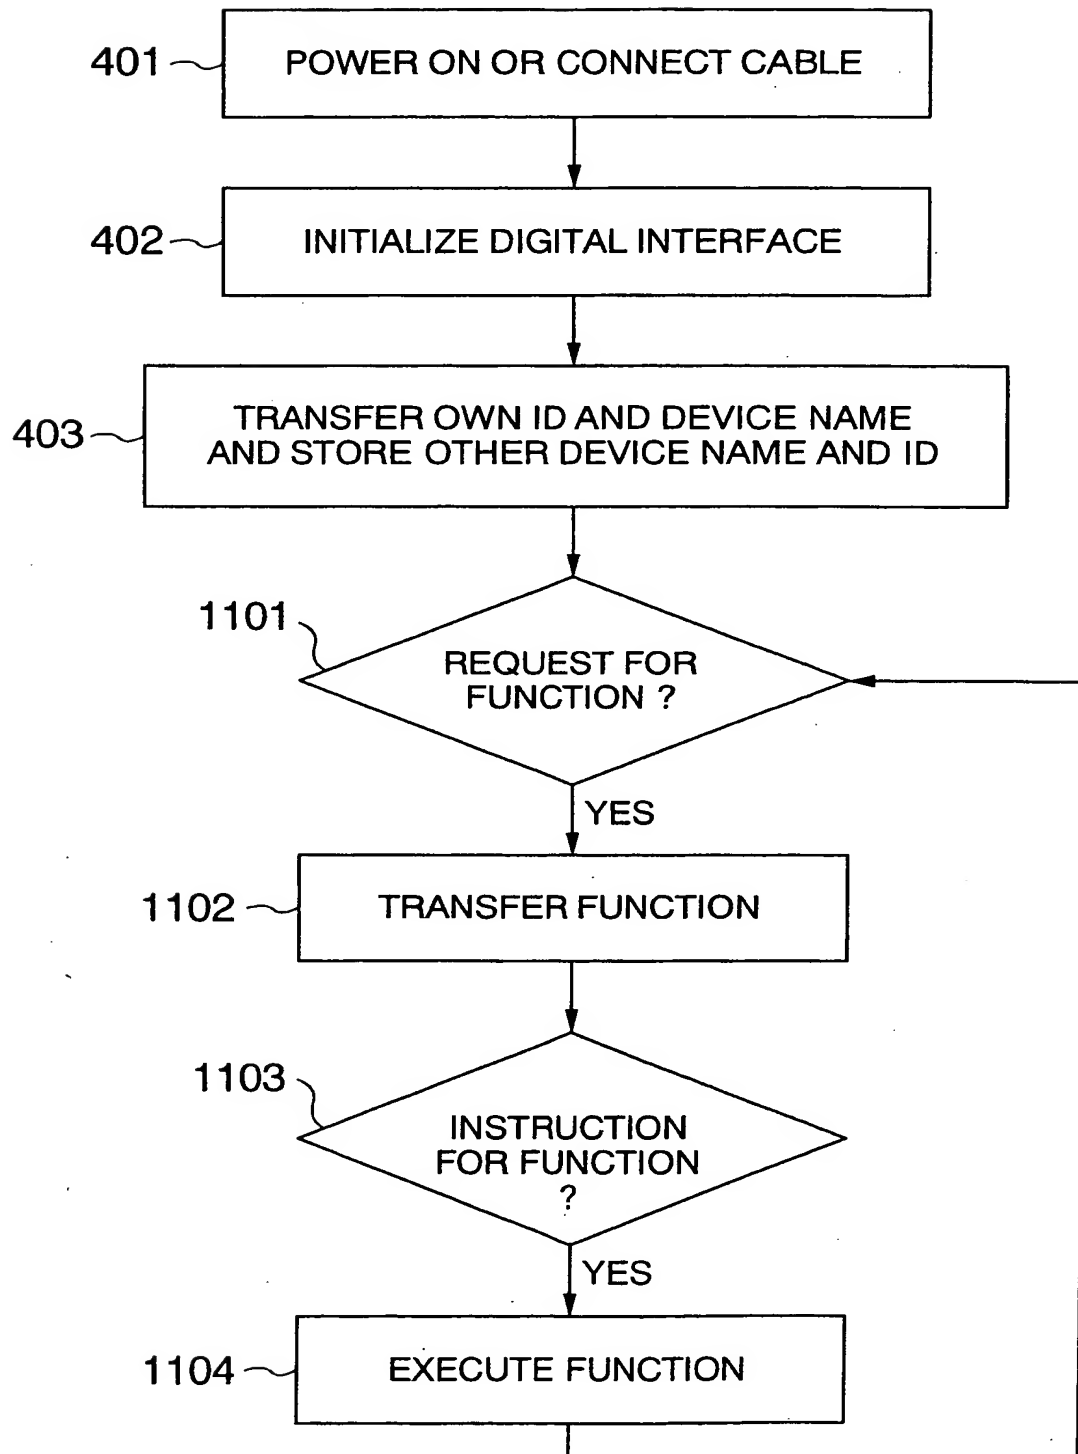 401
POWER ON OR CONNECT CABLE
402
INITIALIZE DIGITAL INTERFACE
403
TRANSFER OWN ID AND DEVICE NAME
AND STORE OTHER DEVICE NAME AND ID
1101
REQUEST FOR
FUNCTION ?
YES
1102
TRANSFER FUNCTION
1103
INSTRUCTION
FOR FUNCTION
?
YES
1104
EXECUTE FUNCTION